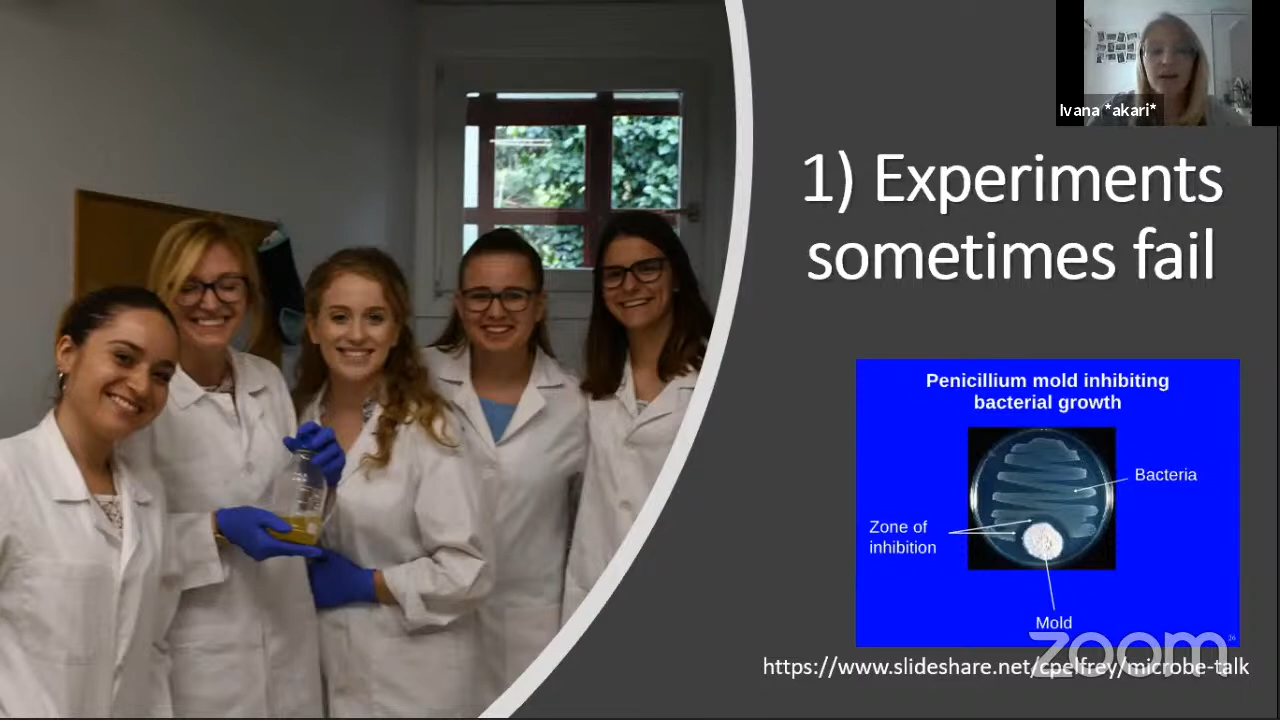 Ivana *akari*
1) Experiments
sometimes fail
Penicillium mold inhibiting
bacterial growth
Bacteria
Zone of
inhibition
Mold
26
zoom
https://www.slideshare.net/cpelfrey/microbe-talk